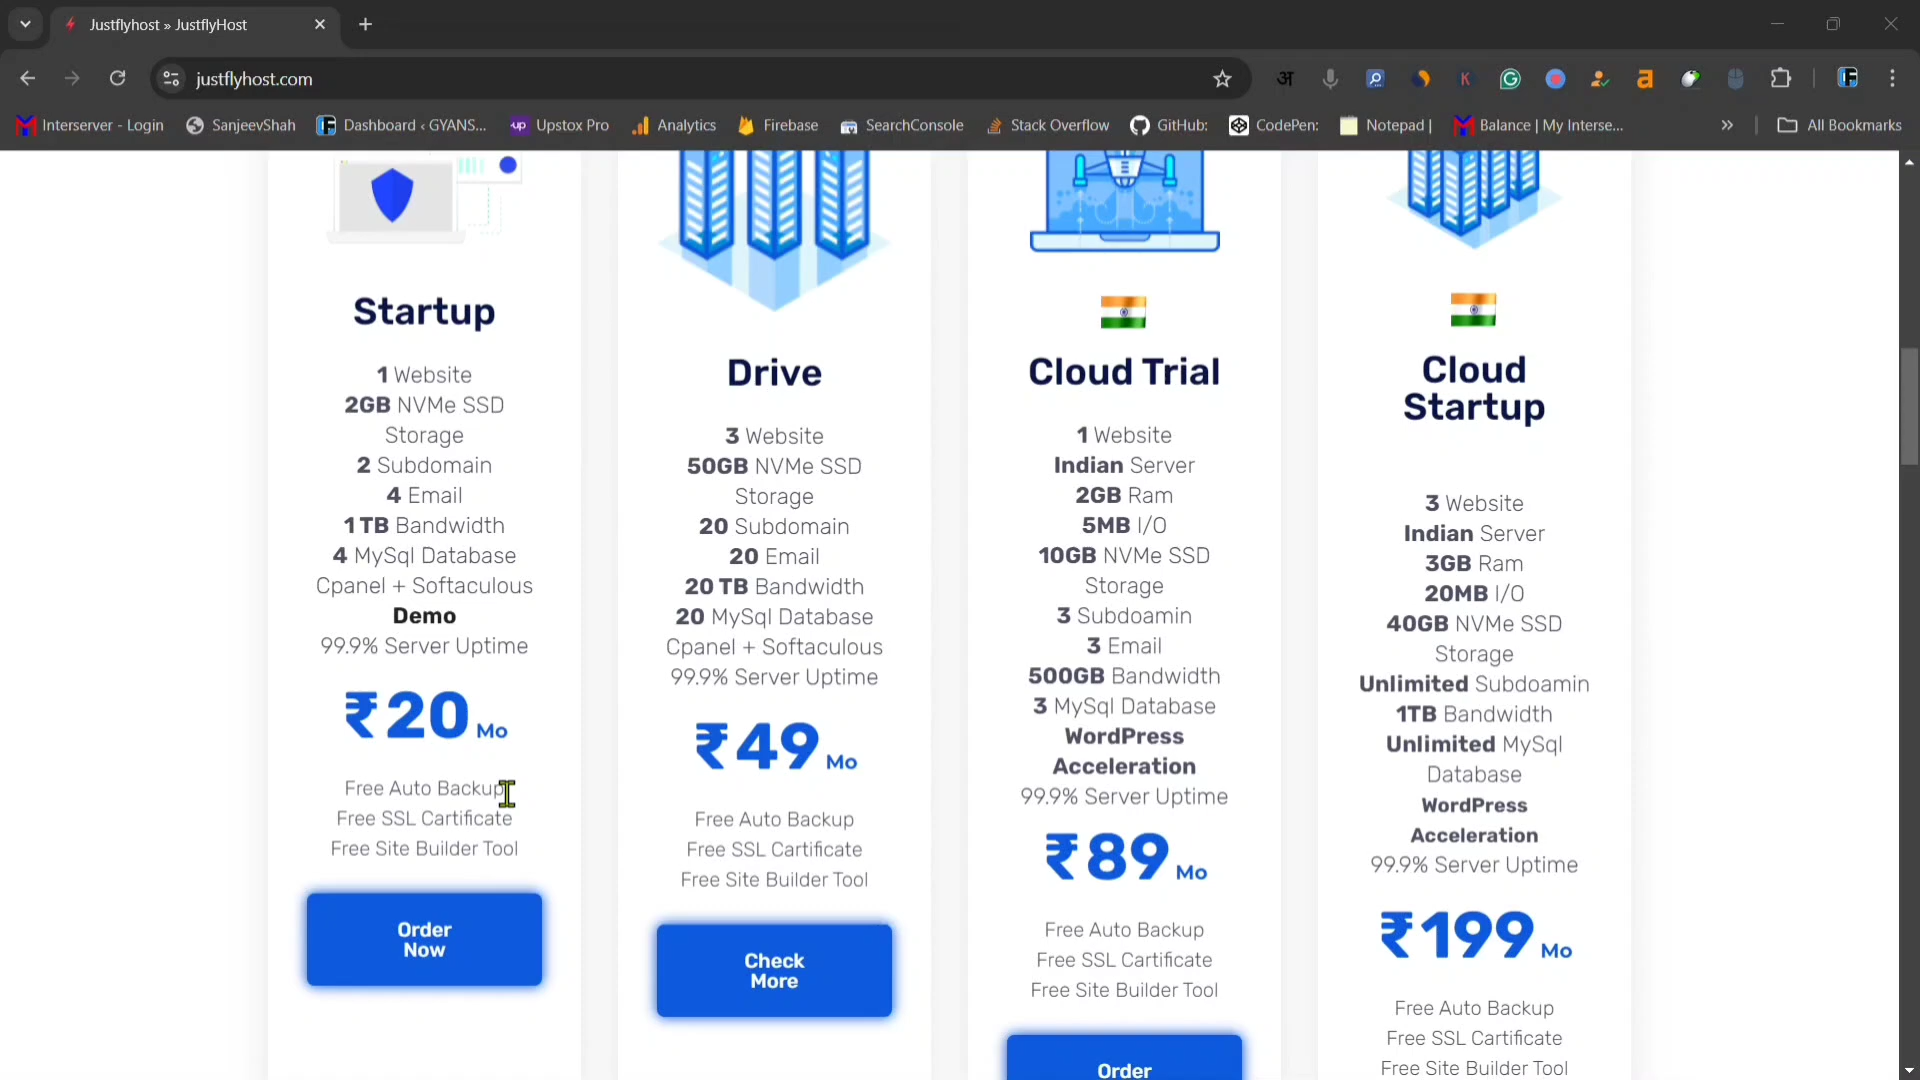 Justflyhost » JustflyHost
justflyhost.com
अ
Interserver - Login
SanjeevShah
Dashboard ‹ GYANS...
up Upstox Pro
Analytics
Firebase
SearchConsole
Stack Overflow
GitHub:
CodePen:
Notepad |
Balance | My Interse...
»
All Bookmarks
Startup
1 Website
2GB NVMe SSD
Storage
2 Subdomain
4 Email
1 TB Bandwidth
4 MySql Database
Cpanel + Softaculous
Demo
99.9% Server Uptime
₹20 Mo
Free Auto Backup
Free SSL Cartificate
Free Site Builder Tool
Order
Now
Drive
3 Website
50GB NVMe SSD
Storage
20 Subdomain
20 Email
20 TB Bandwidth
20 MySql Database
Cpanel + Softaculous
99.9% Server Uptime
₹49 Mo
Free Auto Backup
Free SSL Cartificate
Free Site Builder Tool
Check
More
Cloud Trial
1 Website
Indian Server
2GB Ram
5MB I/O
10GB NVMe SSD
Storage
3 Subdoamin
3 Email
500GB Bandwidth
3 MySql Database
WordPress
Acceleration
99.9% Server Uptime
₹89 Mo
Free Auto Backup
Free SSL Cartificate
Free Site Builder Tool
Order
Cloud
Startup
3 Website
Indian Server
3GB Ram
20MB I/O
40GB NVMe SSD
Storage
Unlimited Subdoamin
1TB Bandwidth
Unlimited MySql
Database
WordPress
Acceleration
99.9% Server Uptime
₹199 Mo
Free Auto Backup
Free SSL Cartificate
Free Site Builder Tool